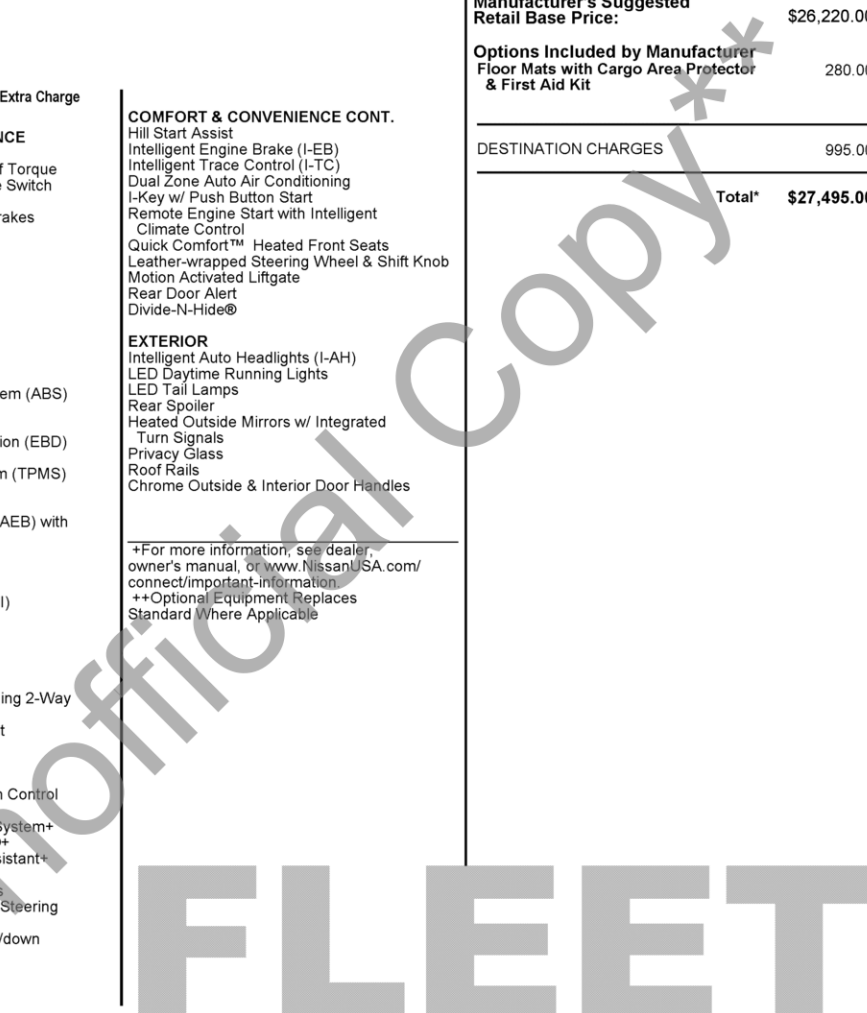 Extra Charge
NCE
f Torque
e Switch
rakes
em (ABS)
ion (EBD)
m (TPMS)
AEB) with
I)
ing 2-Way
t
n Control
System+
+
sistant+
s
Steering
/down
COMFORT & CONVENIENCE CONT.
Hill Start Assist
Intelligent Engine Brake (I-EB)
Intelligent Trace Control (I-TC)
Dual Zone Auto Air Conditioning
I-Key w/ Push Button Start
Remote Engine Start with Intelligent
Climate Control
Quick Comfort™ Heated Front Seats
Leather-wrapped Steering Wheel & Shift Knob
Motion Activated Liftgate
Rear Door Alert
Divide-N-Hide®
EXTERIOR
Intelligent Auto Headlights (I-AH)
LED Daytime Running Lights
LED Tail Lamps
Rear Spoiler
Heated Outside Mirrors w/ Integrated
Turn Signals
Privacy Glass
Roof Rails
Chrome Outside & Interior Door Handles
+For more information, see dealer,
owner's manual, or www.NissanUSA.com/
connect/important-information.
++Optional Equipment Replaces
Standard Where Applicable
Manufacturer's Suggested
Retail Base Price: $26,220.00
Options Included by Manufacturer
Floor Mats with Cargo Area Protector 280.00
& First Aid Kit
DESTINATION CHARGES 995.00
Total* $27,495.00
nofficial Copy**
FLEET